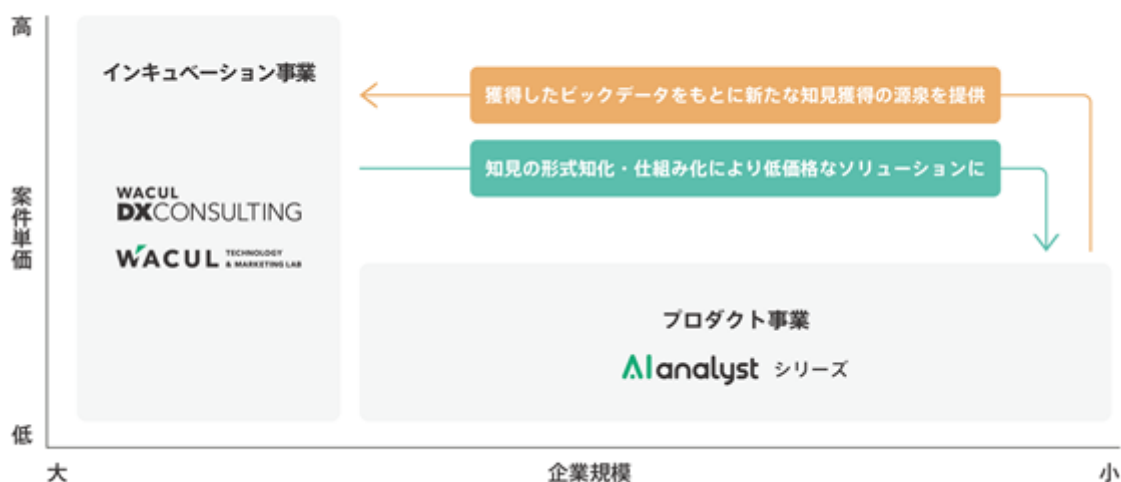 高
インキュベーション事業
獲得したビックデータをもとに新たな知見獲得の源泉を提供
知見の形式知化・仕組み化により低価格なソリューションに
案件単価
WACUL
DXCONSULTING
WACUL TECHNOLOGY
& MARKETING LAB
プロダクト事業
AIanalyst シリーズ
低
大 企業規模 小